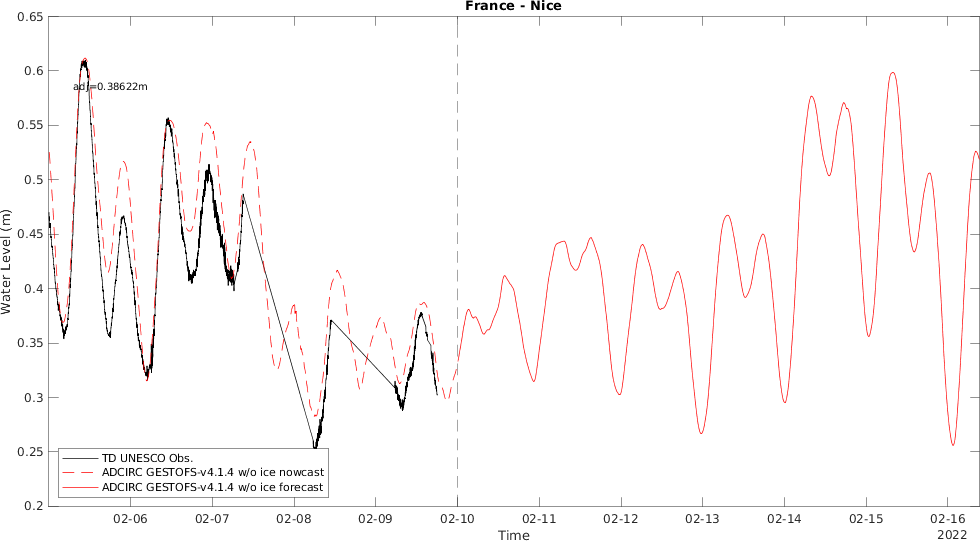 France - Nice
0.65
0.6
0.55
0.5
0.45
0.4
0.35
0.3
0.25
0.2
Water Level (m)
adj=0.38622m
TD UNESCO Obs.
ADCIRC GESTOFS-v4.1.4 w/o ice nowcast
ADCIRC GESTOFS-v4.1.4 w/o ice forecast
02-06 02-07 02-08 02-09 02-10 02-11 02-12 02-13 02-14 02-15 02-16
Time
2022